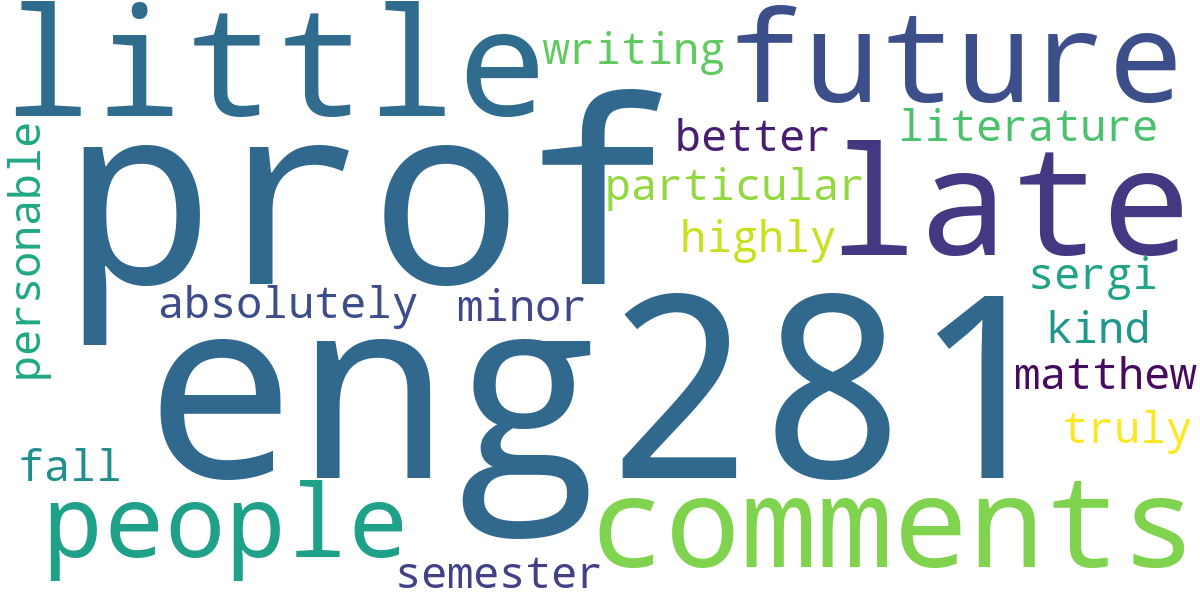 little
writing
future
prof
better
literature
personable
particular
late
highly
sergi
absolutely
minor
kind
eng281
matthew
truly
fall
people
comments
semester